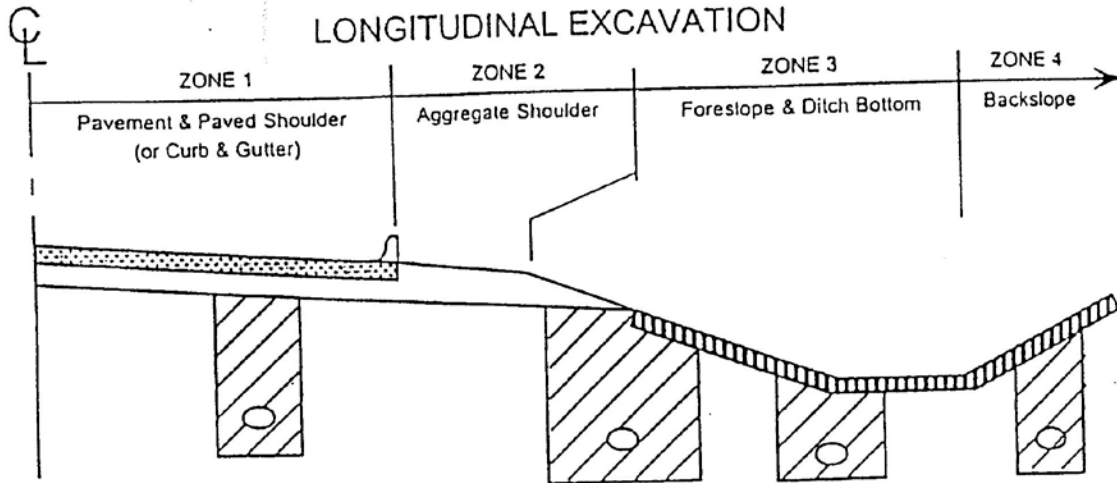 CL
LONGITUDINAL EXCAVATION
ZONE 1
ZONE 2
ZONE 3
ZONE 4
Pavement & Paved Shoulder
(or Curb & Gutter)
Aggregate Shoulder
Foreslope & Ditch Bottom
Backslope